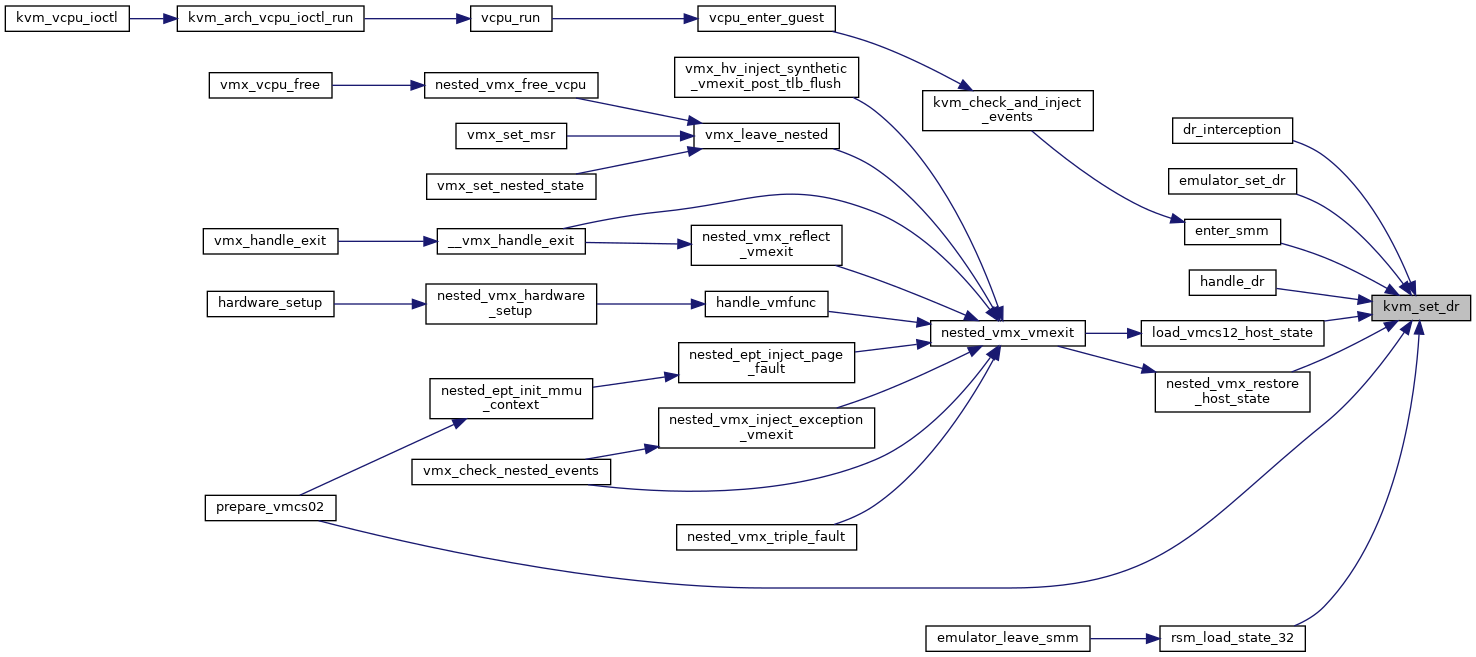 kvm_vcpu_ioctl
kvm_arch_vcpu_ioctl_run
vcpu_run
vcpu_enter_guest
vmx_hv_inject_synthetic
_vmexit_post_tlb_flush
vmx_vcpu_free
nested_vmx_free_vcpu
kvm_check_and_inject
_events
vmx_set_msr
vmx_leave_nested
dr_interception
vmx_set_nested_state
emulator_set_dr
vmx_handle_exit
__vmx_handle_exit
nested_vmx_reflect
_vmexit
enter_smm
handle_dr
hardware_setup
nested_vmx_hardware
_setup
handle_vmfunc
kvm_set_dr
nested_vmx_vmexit
load_vmcs12_host_state
nested_ept_inject_page
_fault
nested_ept_init_mmu
_context
nested_vmx_restore
_host_state
nested_vmx_inject_exception
_vmexit
vmx_check_nested_events
prepare_vmcs02
nested_vmx_triple_fault
emulator_leave_smm
rsm_load_state_32